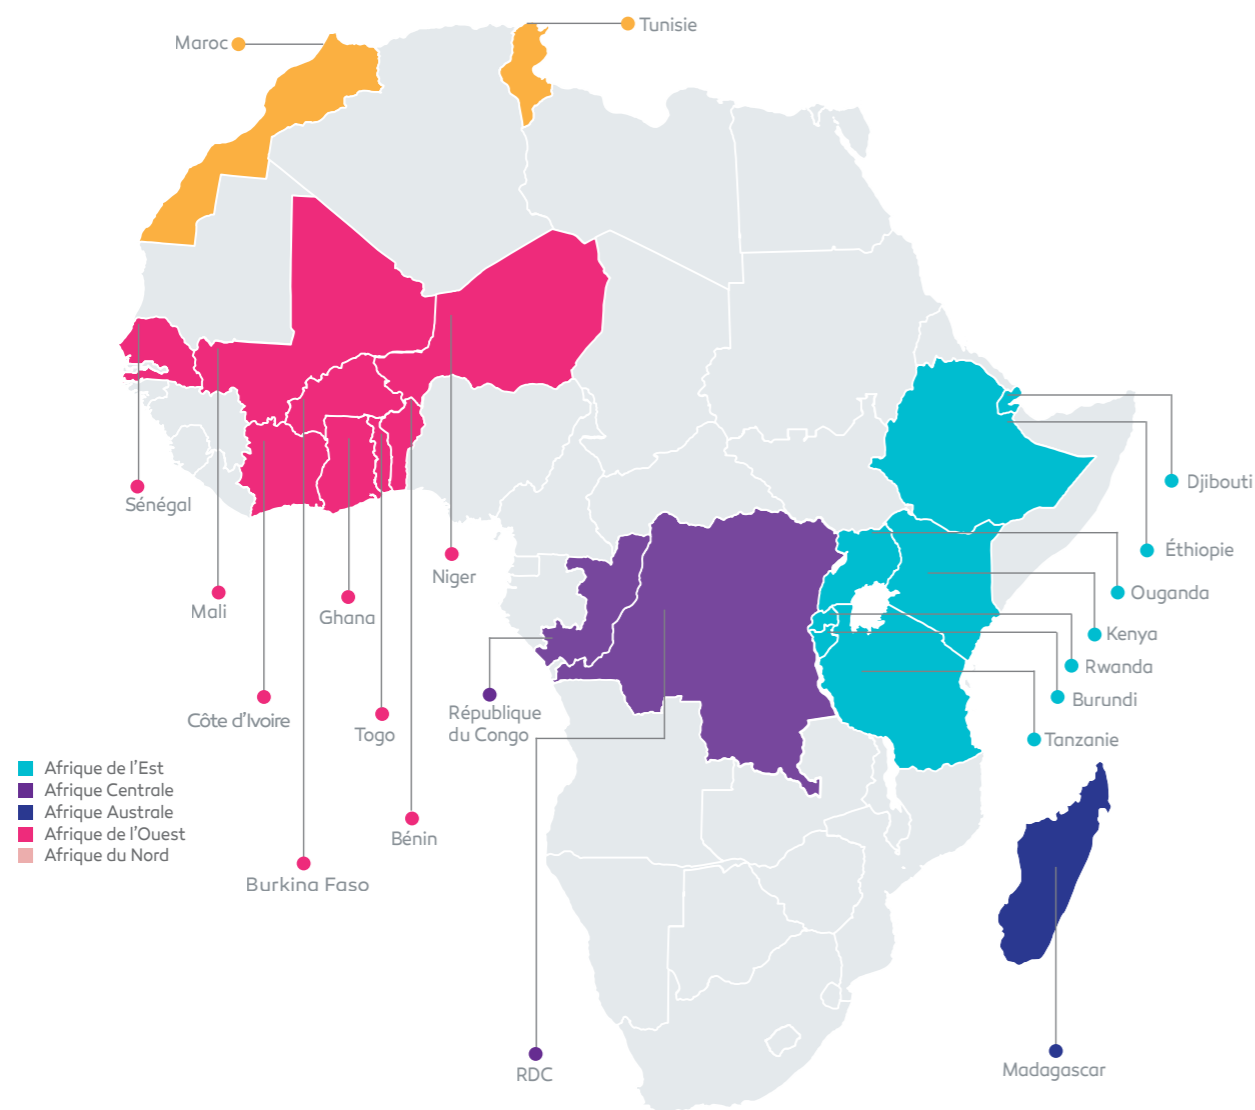 Tunisie
Maroc
Djibouti
Sénégal
Éthiopie
Niger
Ouganda
Mali
Ghana
Kenya
Rwanda
Burundi
République
du Congo
Côte d'Ivoire
Togo
Tanzanie
Afrique de l'Est
Afrique Centrale
Afrique Australe
Afrique de l'Ouest
Afrique du Nord
Bénin
Burkina Faso
RDC
Madagascar